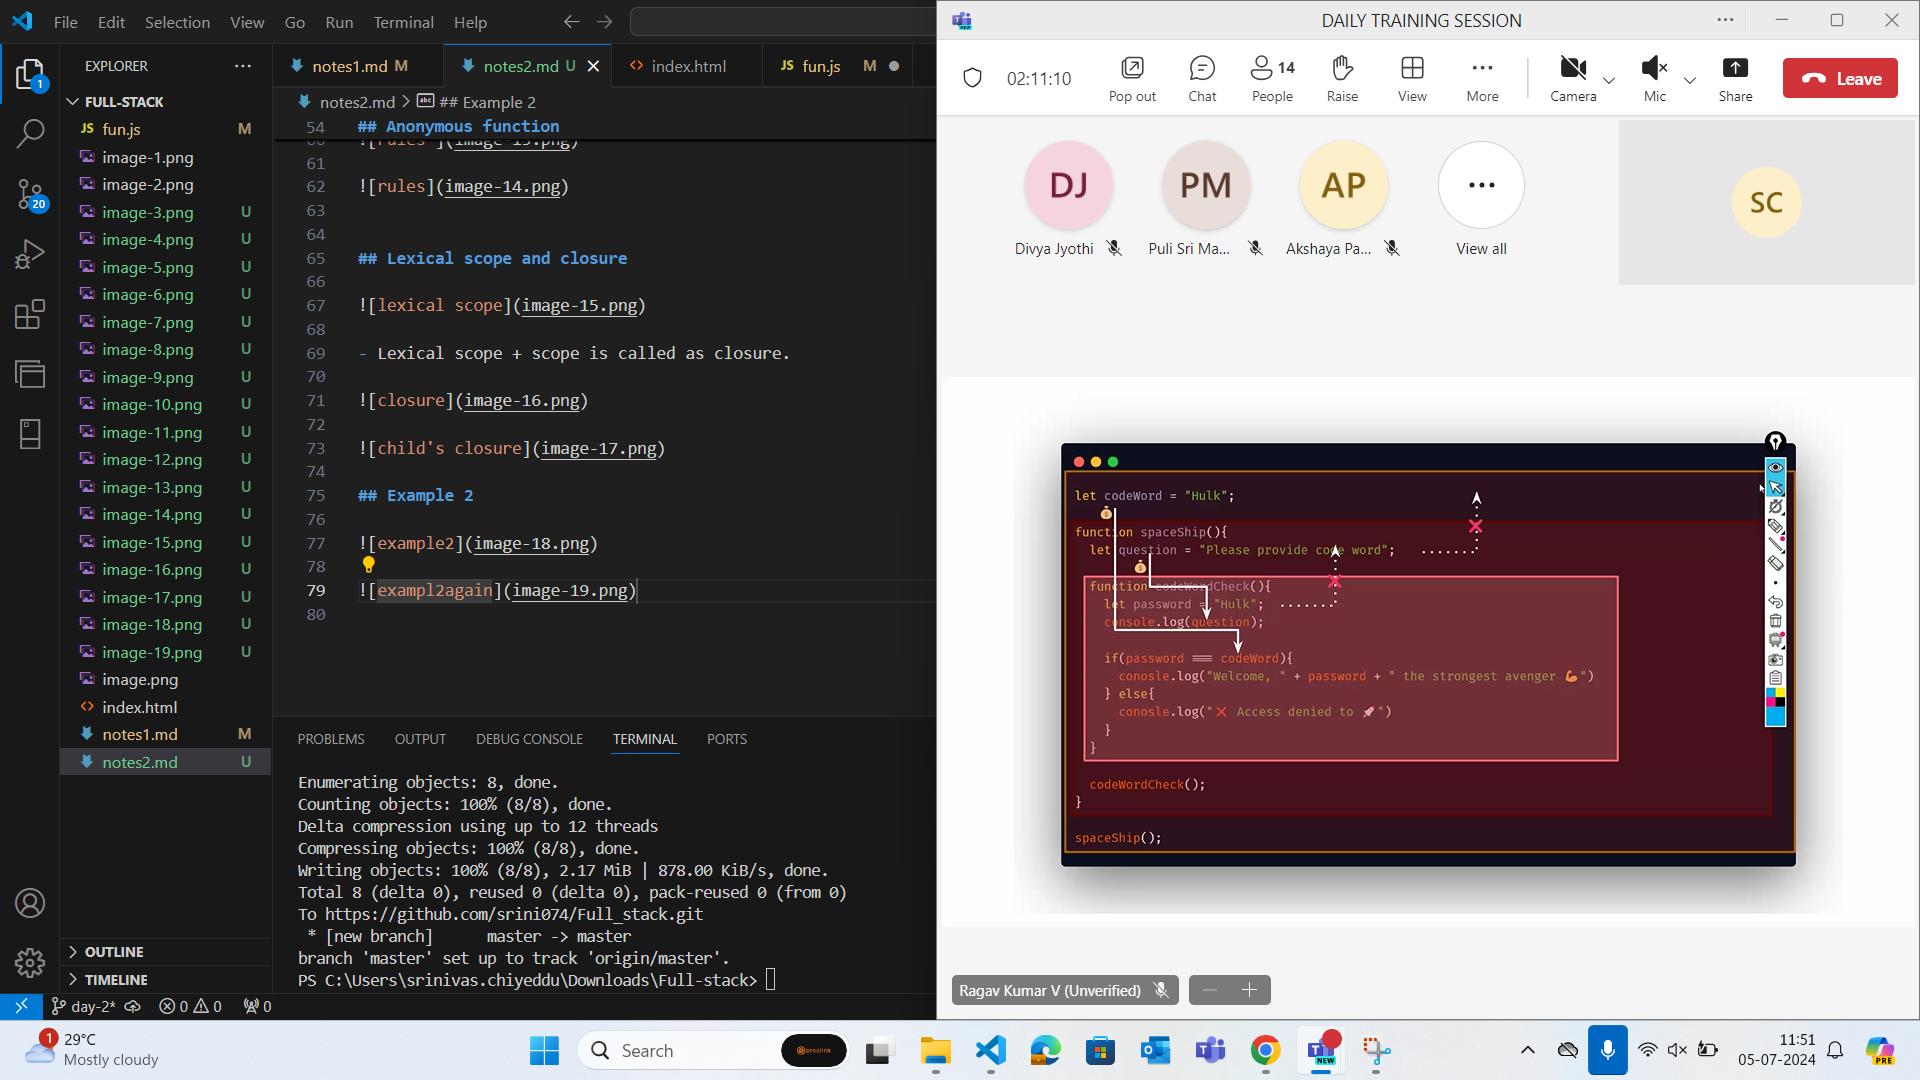 File Edit Selection View Go Run Terminal Help
EXPLORER
FULL-STACK
JS fun.js M
image-1.png
image-2.png
image-3.png U
image-4.png U
image-5.png U
image-6.png U
image-7.png U
image-8.png U
image-9.png U
image-10.png U
image-11.png U
image-12.png U
image-13.png U
image-14.png U
image-15.png U
image-16.png U
image-17.png U
image-18.png U
image-19.png U
image.png
index.html
notes1.md M
notes2.md U
OUTLINE
TIMELINE
1
20
notes1.md M
notes2.md U
index.html
JS fun.js M
notes2.md > ## Example 2
54 ## Anonymous function
![rules ](image-13.png)
61
62 ![rules](image-14.png)
63
64
65 ## Lexical scope and closure
66
67 ![lexical scope](image-15.png)
68
69 - Lexical scope + scope is called as closure.
70
71 ![closure](image-16.png)
72
73 ![child's closure](image-17.png)
74
75 ## Example 2
76
77 ![example2](image-18.png)
78
79 ![exampl2again](image-19.png)
80
PROBLEMS OUTPUT DEBUG CONSOLE TERMINAL PORTS
Enumerating objects: 8, done.
Counting objects: 100% (8/8), done.
Delta compression using up to 12 threads
Compressing objects: 100% (8/8), done.
Writing objects: 100% (8/8), 2.17 MiB | 878.00 KiB/s, done.
Total 8 (delta 0), reused 0 (delta 0), pack-reused 0 (from 0)
To https://github.com/srini074/Full_stack.git
* [new branch] master -> master
branch 'master' set up to track 'origin/master'.
PS C:\Users\srinivas.chiyeddu\Downloads\Full-stack>
day-2* 0 0 0
DAILY TRAINING SESSION
02:11:10
Pop out
Chat
14
People
Raise
View
More
Camera
Mic
Share
Leave
DJ
PM
AP
SC
Divya Jyothi
Puli Sri Ma...
Akshaya Pa...
View all
let codeWord = "Hulk";
function spaceShip(){
let question = "Please provide code word";
function codeWordCheck(){
let password = "Hulk";
console.log(question);
if(password === codeWord){
conosle.log("Welcome, " + password + " the strongest avenger 💪")
} else{
console.log("❌ Access denied to 🚀")
}
}
codeWordCheck();
}
spaceShip();
Ragav Kumar V (Unverified)
1
29°C
Mostly cloudy
Search
prolink
NEW
11:51
05-07-2024
PRE